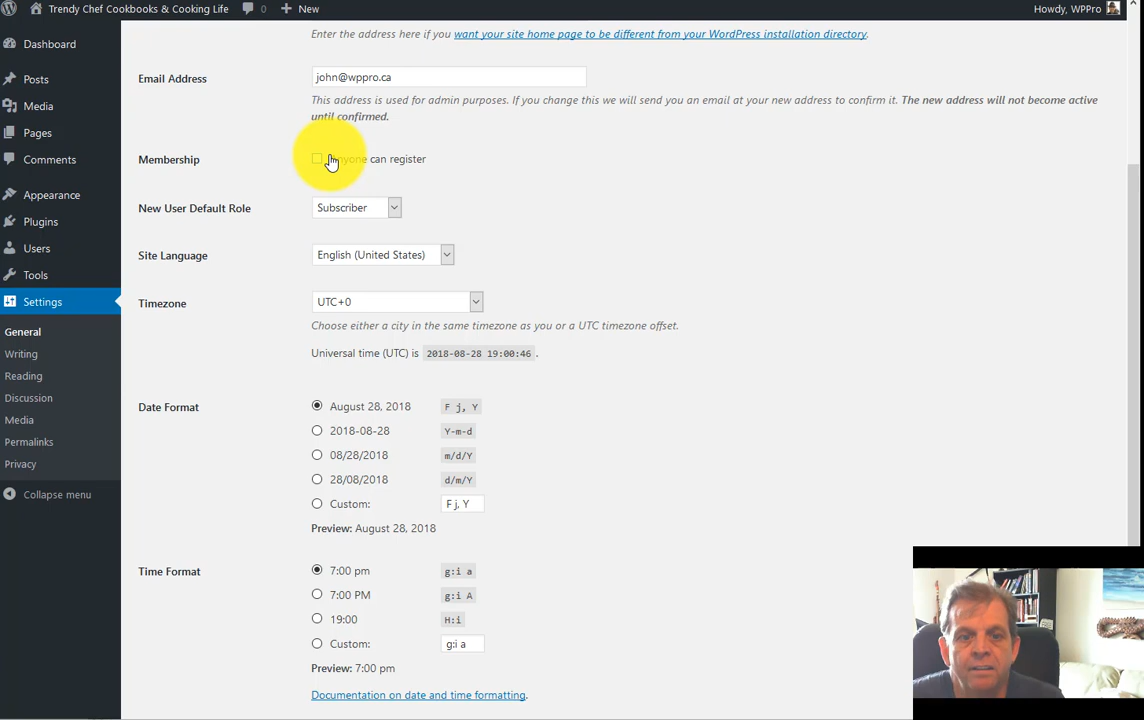 Trendy Chef Cookbooks & Cooking Life 0 New Howdy, WPPro
Dashboard
Posts
Media
Pages
Comments
Appearance
Plugins
Users
Tools
Settings
General
Writing
Reading
Discussion
Media
Permalinks
Privacy
Collapse menu
Enter the address here if you want your site home page to be different from your WordPress installation directory.
Email Address john@wppro.ca
This address is used for admin purposes. If you change this we will send you an email at your new address to confirm it. The new address will not become active
until confirmed.
Membership Anyone can register
New User Default Role Subscriber
Site Language English (United States)
Timezone UTC+0
Choose either a city in the same timezone as you or a UTC timezone offset.
Universal time (UTC) is 2018-08-28 19:00:46 .
Date Format August 28, 2018 F j, Y
2018-08-28 Y-m-d
08/28/2018 m/d/Y
28/08/2018 d/m/Y
Custom: F j, Y
Preview: August 28, 2018
Time Format 7:00 pm g:i a
7:00 PM g:i A
19:00 H:i
Custom: g:i a
Preview: 7:00 pm
Documentation on date and time formatting.